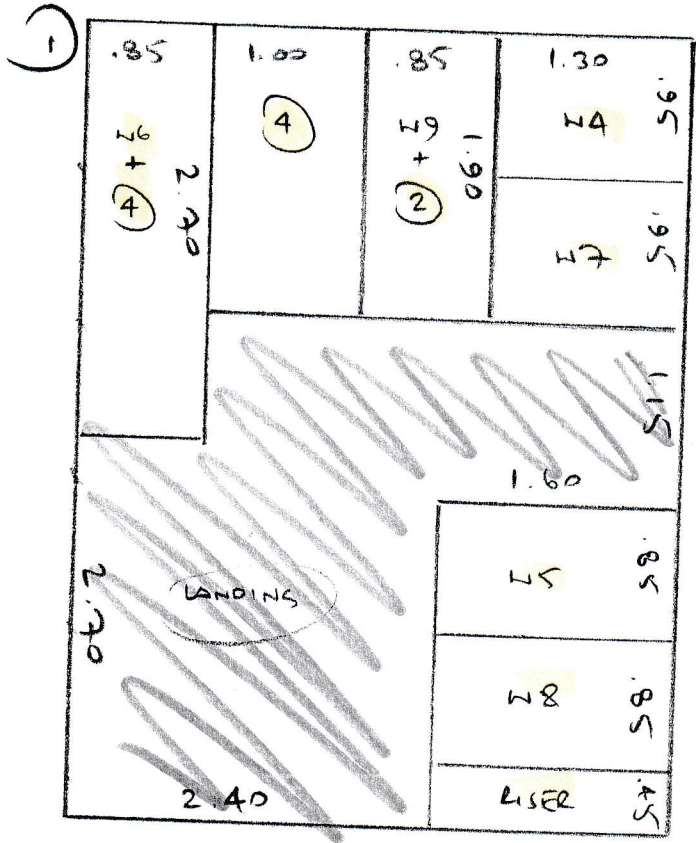 1
.85 1.00 .85 1.30
W6 + 4
2.70
4
W9 + 2
1.90
W4 .95
W7 .95
1.15
1.60
W5 .85
LANDING
2.70
W8 .85
2.40
RISER .45